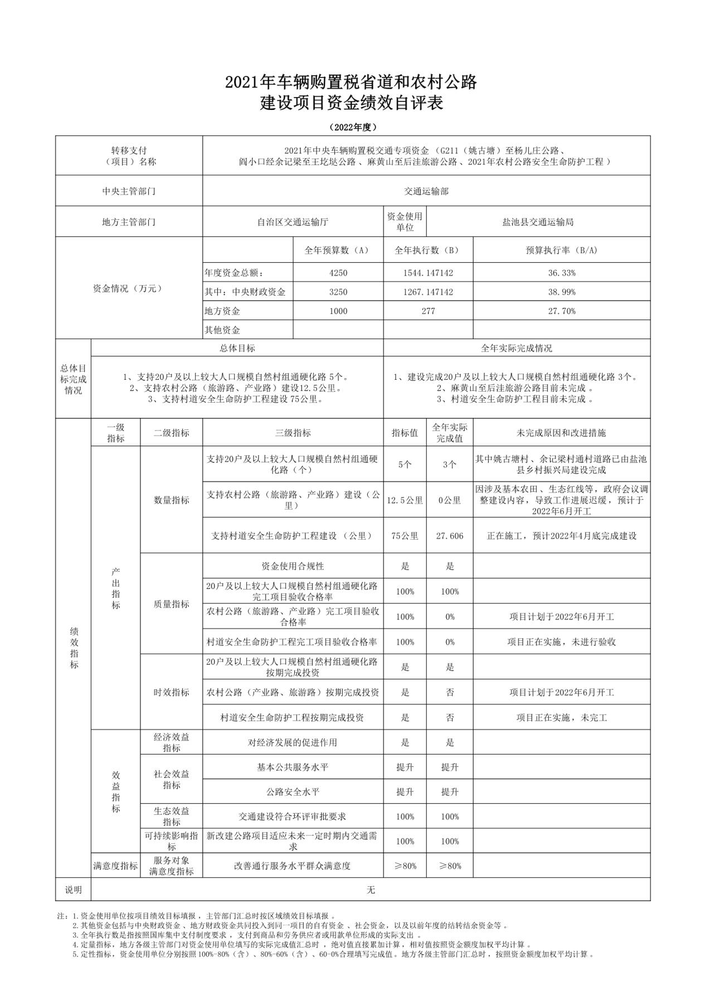 2021年车辆购置税省道和农村公路
建设项目资金绩效自评表
（2022年度）
转移支付
（项目）名称
2021年中央车辆购置税交通专项资金（G211（姚古塘）至杨儿庄公路、
阎小口经余记梁至王圪垯公路、麻黄山至后洼旅游公路、2021年农村公路安全生命防护工程）
中央主管部门
交通运输部
地方主管部门
自治区交通运输厅
资金使用
单位
盐池县交通运输局
资金情况（万元）
全年预算数（A）
全年执行数（B）
预算执行率（B/A）
年度资金总额：
4250
1544.147142
36.33%
其中：中央财政资金
3250
1267.147142
38.99%
地方资金
1000
277
27.70%
其他资金
总体目
标完成
情况
总体目标
全年实际完成情况
1、支持20户及以上较大人口规模自然村组通硬化路5个。
2、支持农村公路（旅游路、产业路）建设12.5公里。
3、支持村道安全生命防护工程建设75公里。
1、建设完成20户及以上较大人口规模自然村组通硬化路3个。
2、麻黄山至后洼旅游公路目前未完成。
3、村道安全生命防护工程目前未完成。
绩
效
指
标
一级
指标
二级指标
三级指标
指标值
全年实际
完成值
未完成原因和改进措施
产
出
指
标
数量指标
支持20户及以上较大人口规模自然村组通硬
化路（个）
5个
3个
其中姚古塘村、余记梁村通村道路已由盐池
县乡村振兴局建设完成
支持农村公路（旅游路、产业路）建设（公
里）
12.5公里
0公里
因涉及基本农田、生态红线等，政府会议调
整建设内容，导致工作进展迟缓，预计于
2022年6月开工
支持村道安全生命防护工程建设（公里）
75公里
27.606
正在施工，预计2022年4月底完成建设
质量指标
资金使用合规性
是
是
20户及以上较大人口规模自然村组通硬化路
完工项目验收合格率
100%
100%
农村公路（旅游路、产业路）完工项目验收
合格率
100%
0%
项目计划于2022年6月开工
村道安全生命防护工程完工项目验收合格率
100%
0%
项目正在实施，未进行验收
时效指标
20户及以上较大人口规模自然村组通硬化路
按期完成投资
是
是
农村公路（产业路、旅游路）按期完成投资
是
否
项目计划于2022年6月开工
村道安全生命防护工程按期完成投资
是
否
项目正在实施，未完工
效
益
指
标
经济效益
指标
对经济发展的促进作用
是
是
社会效益
指标
基本公共服务水平
提升
提升
公路安全水平
提升
提升
生态效益
指标
交通建设符合环评审批要求
100%
100%
可持续影响指
标
新改建公路项目适应未来一定时期内交通需
求
100%
100%
满意度指标
服务对象
满意度指标
改善通行服务水平群众满意度
≥80%
≥80%
说明
无
注：1.资金使用单位按项目绩效目标填报，主管部门汇总时按区域绩效目标填报。
2.其他资金包括与中央财政资金、地方财政资金共同投入到同一项目的自有资金、社会资金，以及以前年度的结转结余资金等。
3.全年执行数是指按照国库集中支付制度要求，支付到商品和劳务供应者或用款单位形成的实际支出。
4.定量指标，地方各级主管部门对资金使用单位填写的实际完成值汇总时，绝对值直接累加计算，相对值按照资金额度加权平均计算。
5.定性指标，资金使用单位分别按照100%-80%（含）、80%-60%（含）、60-0%合理填写完成值。地方各级主管部门汇总时，按照资金额度加权平均计算。